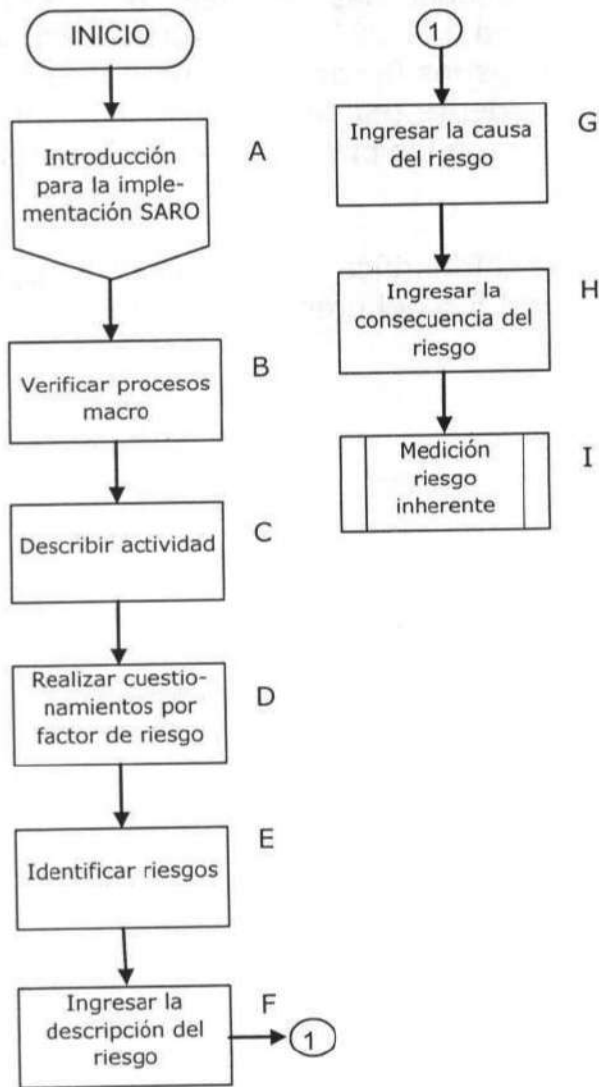 INICIO
Introducción
para la imple-
mentación SARO
A
Verificar procesos
macro
B
Describir actividad
C
Realizar cuestio-
namientos por
factor de riesgo
D
Identificar riesgos
E
Ingresar la
descripción del
riesgo
F
1
1
Ingresar la causa
del riesgo
G
Ingresar la
consecuencia del
riesgo
H
Medición
riesgo
inherente
I